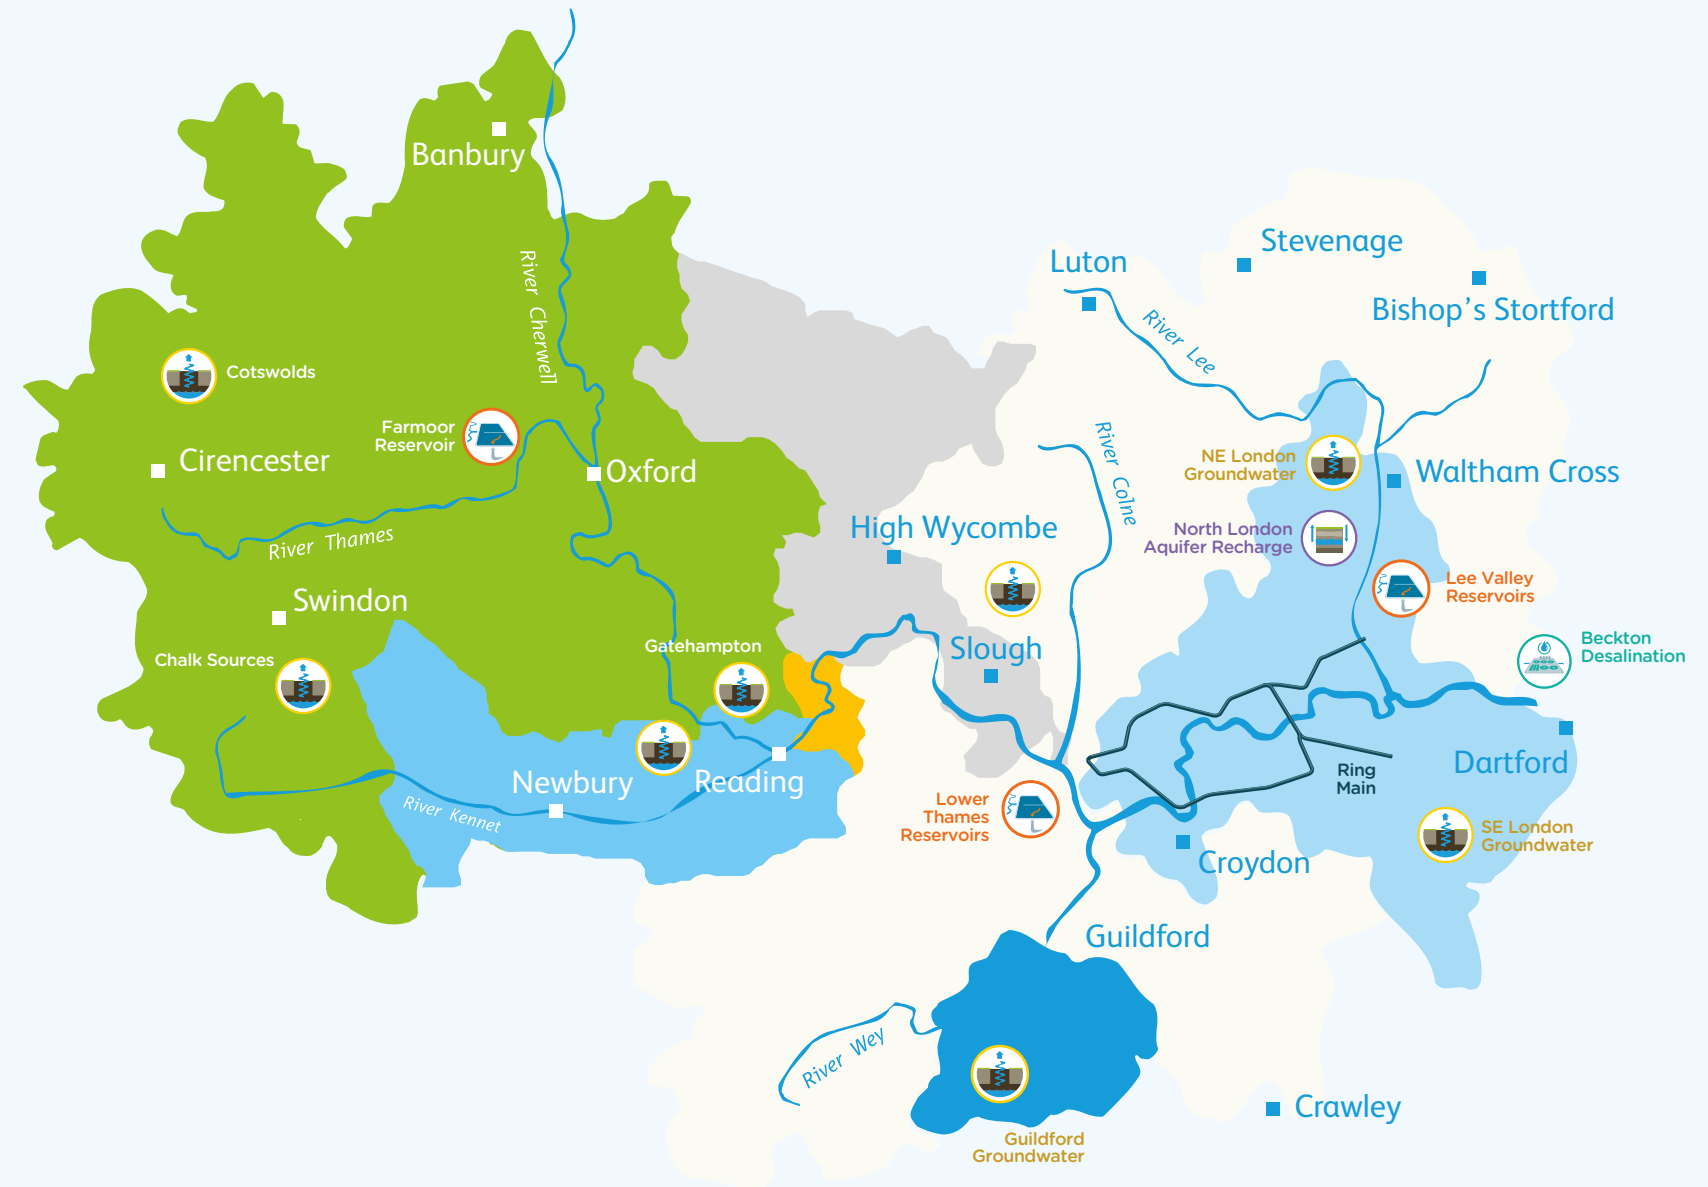 Banbury
River Cherwell
Stevenage
Luton
Bishop's Stortford
River Lee
Cotswolds
Farmoor
Reservoir
Cirencester
Oxford
River Thames
River Colne
NE London
Groundwater
Waltham Cross
High Wycombe
North London
Aquifer Recharge
Lee Valley
Reservoirs
Swindon
Chalk Sources
Gatehampton
Slough
Beckton
Desalination
Newbury
Reading
River Kennet
Ring
Main
Dartford
Lower
Thames
Reservoirs
SE London
Groundwater
Croydon
Guildford
River Wey
Crawley
Guildford
Groundwater